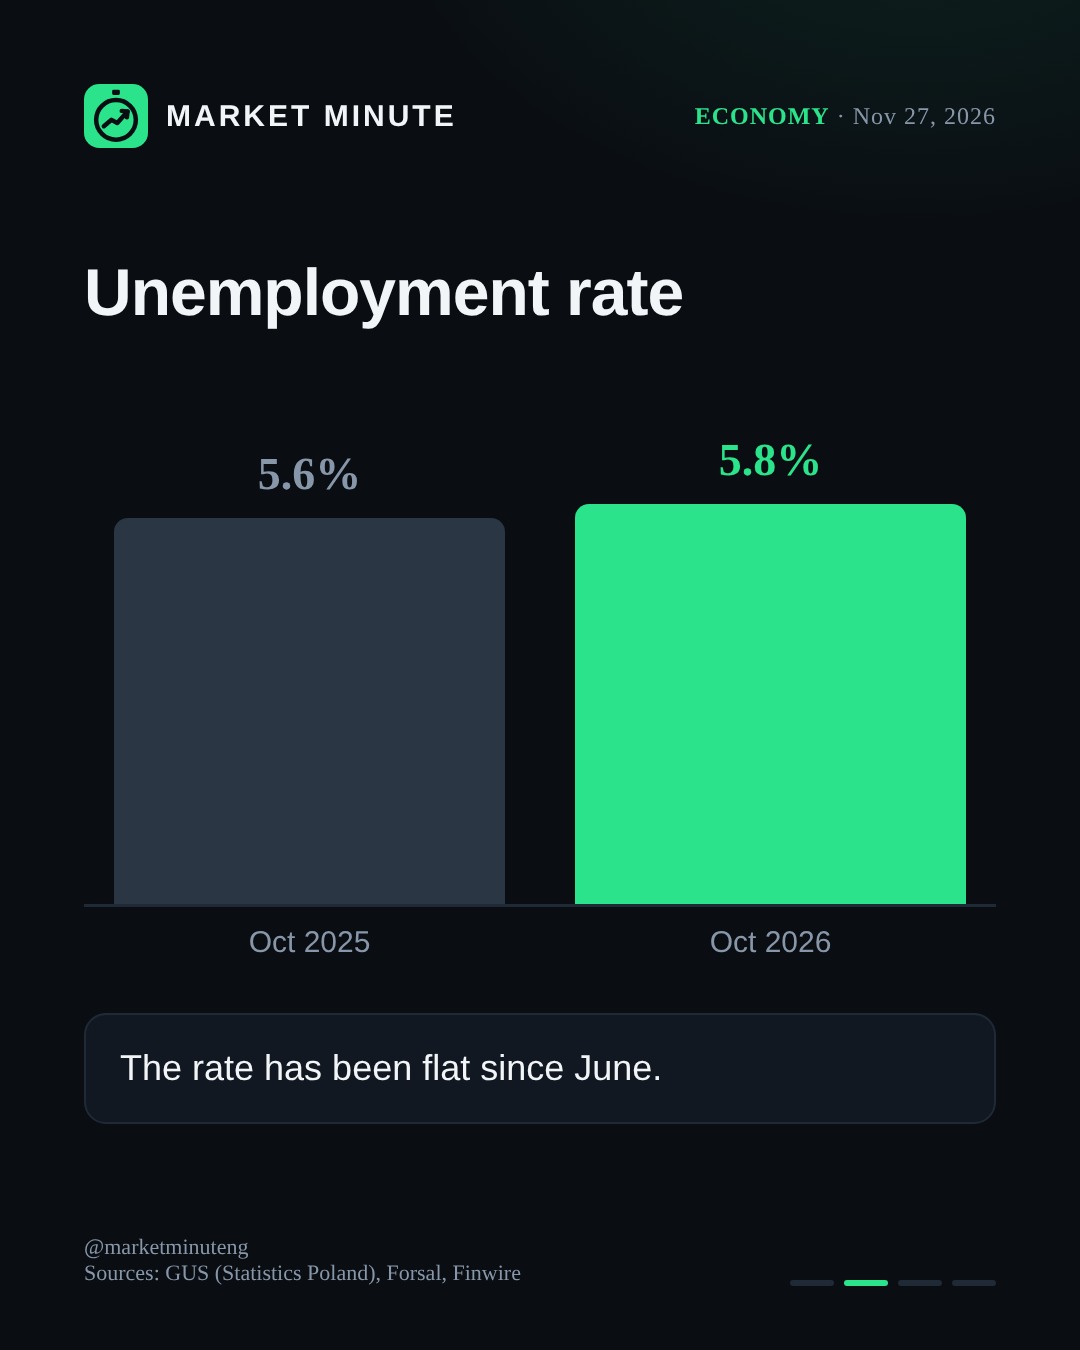 MARKET MINUTE
ECONOMY · Nov 27, 2026
Unemployment rate
5.6%
5.8%
Oct 2025
Oct 2026
The rate has been flat since June.
@marketminuteng
Sources: GUS (Statistics Poland), Forsal, Finwire